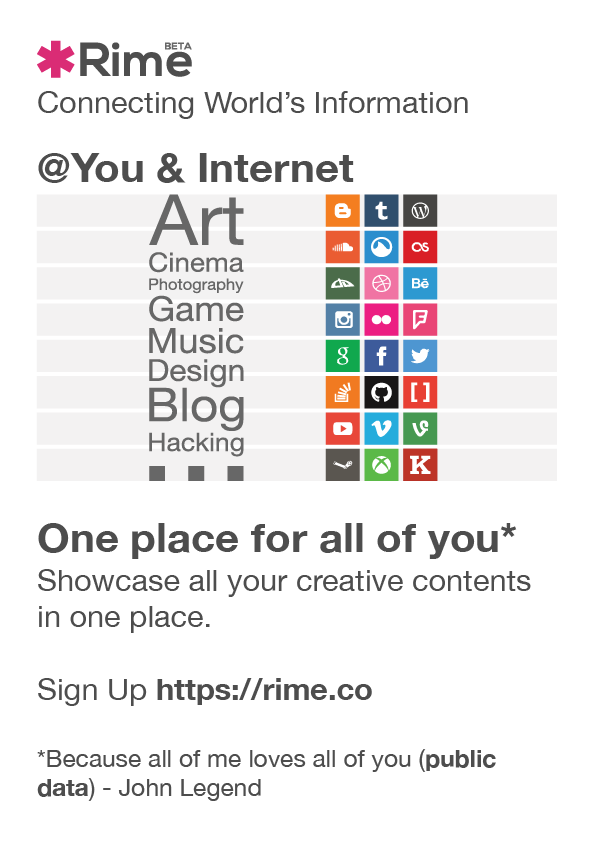 Rime BETA
Connecting World's Information
@You & Internet
Art
Cinema
Photography
Game
Music
Design
Blog
Hacking
...
One place for all of you*
Showcase all your creative contents
in one place.
Sign Up https://rime.co
*Because all of me loves all of you (public
data) - John Legend